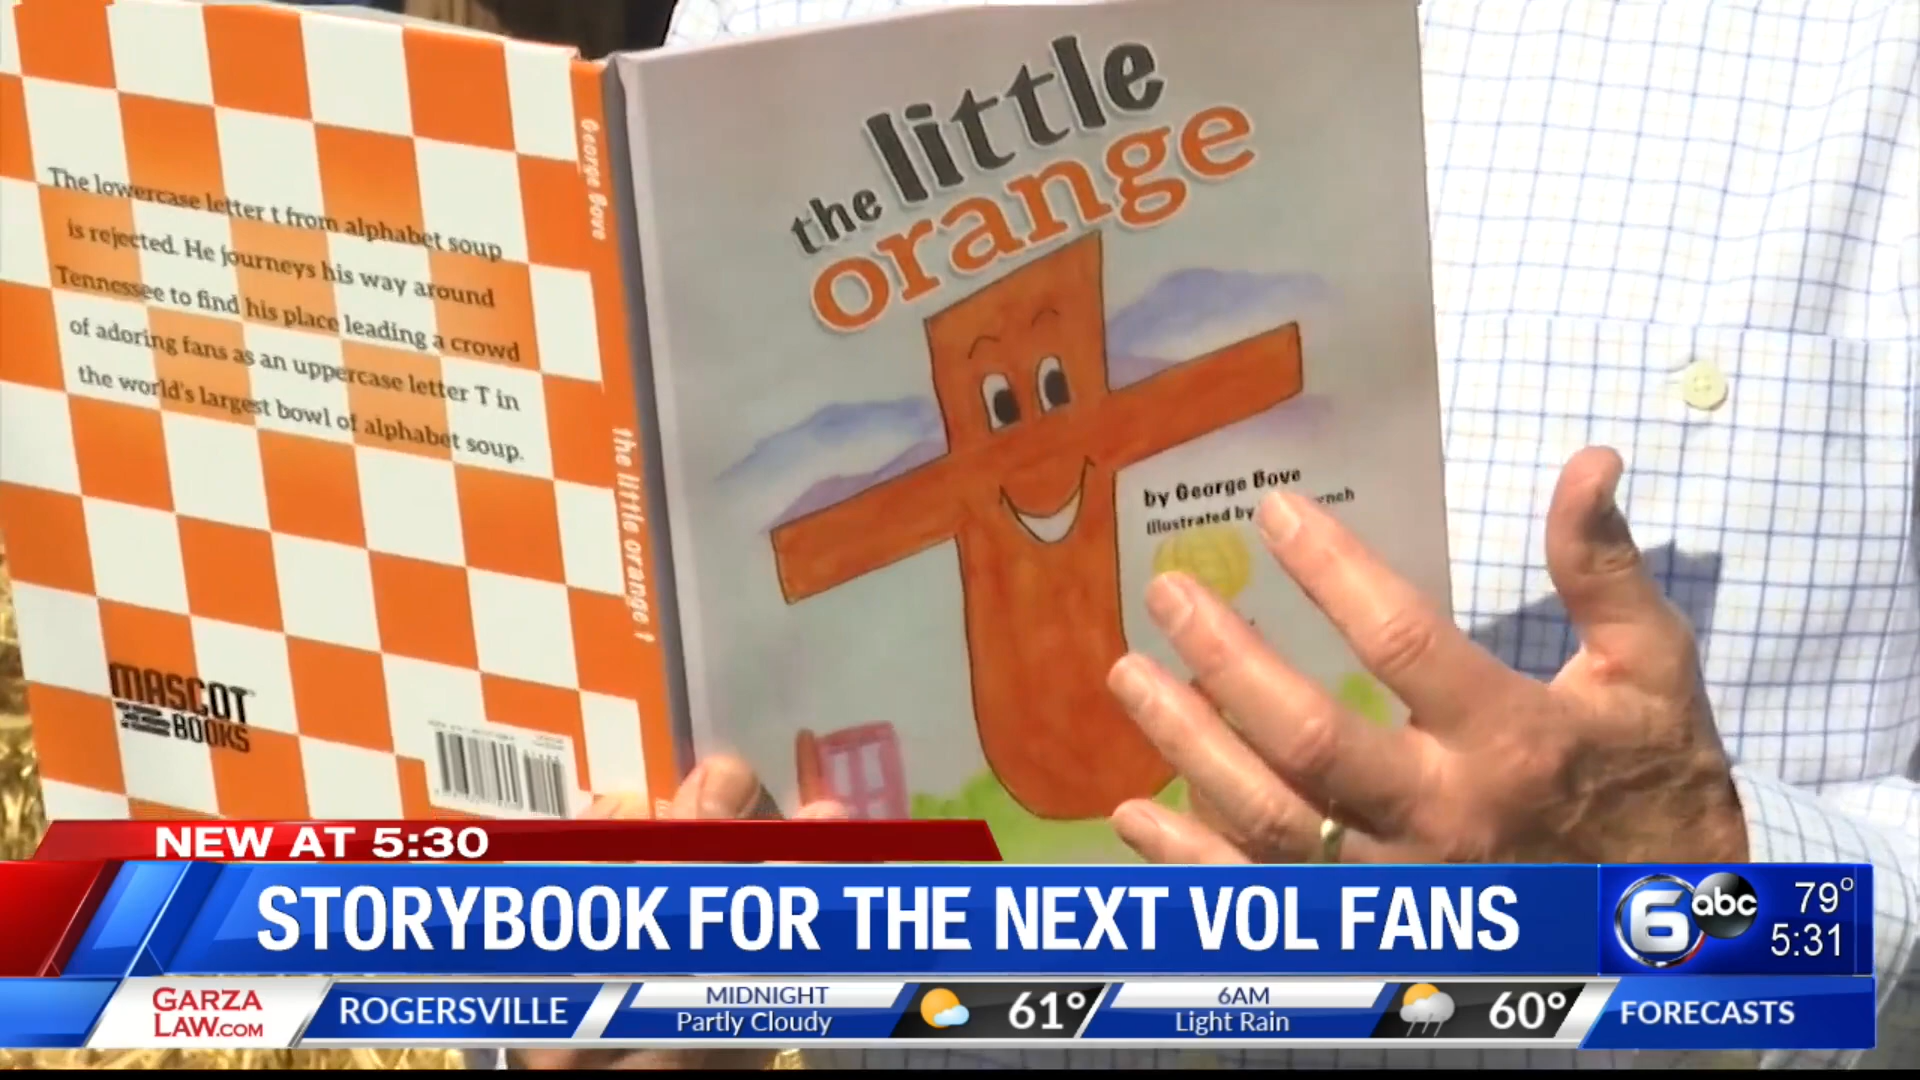 The lowercase letter t from alphabet soup
is rejected. He journeys his way around
Tennessee to find his place leading a crowd
of adoring fans as an uppercase letter T in
the world's largest bowl of alphabet soup.
MASCOT
BOOKS
George Bove
the little orange t
the little
orange
by George Bove
Illustrated by
NEW AT 5:30
STORYBOOK FOR THE NEXT VOL FANS
6 abc
79°
5:31
GARZA
LAW.COM
ROGERSVILLE
MIDNIGHT
Partly Cloudy
61°
6AM
Light Rain
60°
FORECASTS